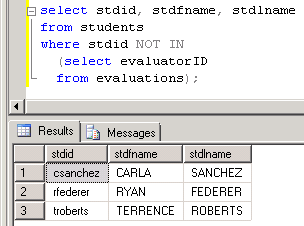 select stdid, stdfname, stdlname
from students
where stdid NOT IN
(select evaluatorID
from evaluations);
Results Messages
stdid stdfname stdlname
1 csanchez CARLA SANCHEZ
2 rfederer RYAN FEDERER
3 troberts TERRENCE ROBERTS